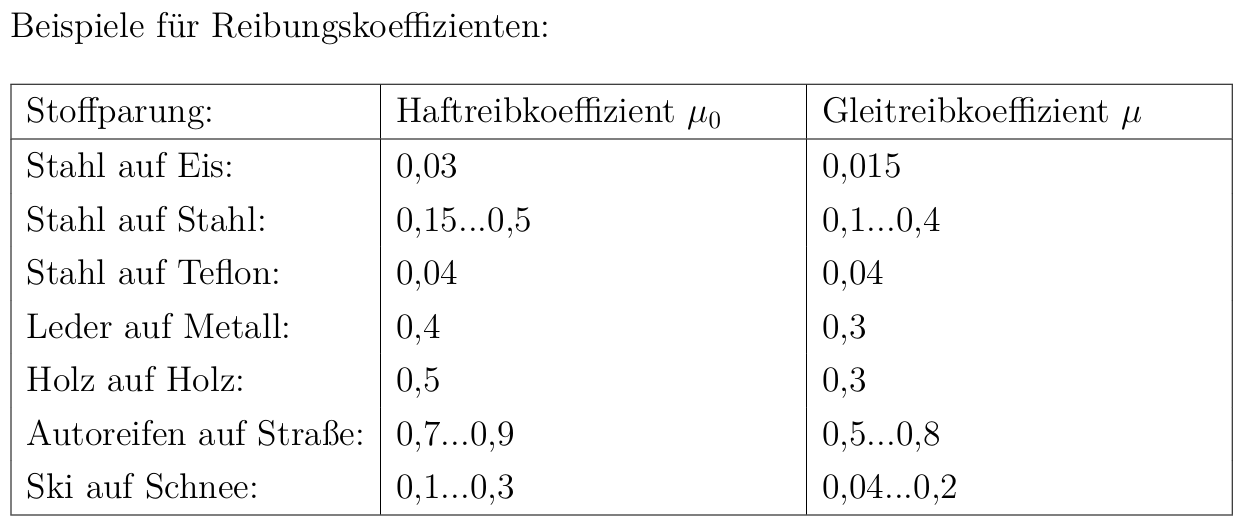 Beispiele für Reibungskoeffizienten:
Stoffparung: Haftreibkoeffizient μ₀ Gleitreibkoeffizient μ
Stahl auf Eis: 0,03 0,015
Stahl auf Stahl: 0,15...0,5 0,1...0,4
Stahl auf Teflon: 0,04 0,04
Leder auf Metall: 0,4 0,3
Holz auf Holz: 0,5 0,3
Autoreifen auf Straße: 0,7...0,9 0,5...0,8
Ski auf Schnee: 0,1...0,3 0,04...0,2